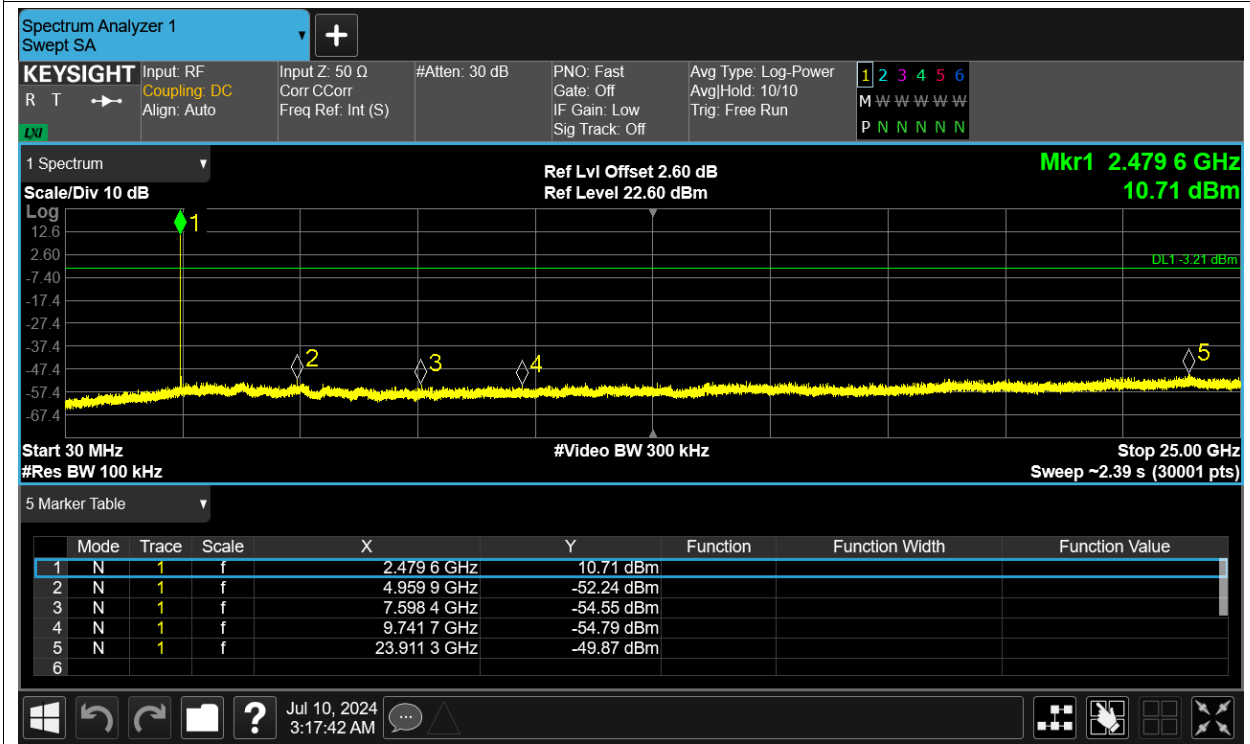 Spectrum Analyzer 1
Swept SA
+
KEYSIGHT
R T
LXI
Input: RF
Coupling: DC
Align: Auto
Input Z: 50 Ω
Corr CCorr
Freq Ref: Int (S)
#Atten: 30 dB
PNO: Fast
Gate: Off
IF Gain: Low
Sig Track: Off
Avg Type: Log-Power
Avg|Hold: 10/10
Trig: Free Run
1 2 3 4 5 6
M W W W W W
P N N N N N
1 Spectrum
Scale/Div 10 dB
Ref Lvl Offset 2.60 dB
Ref Level 22.60 dBm
Mkr1 2.479 6 GHz
10.71 dBm
Log
12.6
2.60
-7.40
-17.4
-27.4
-37.4
-47.4
-57.4
-67.4
1
2
3
4
5
DL1 -3.21 dBm
Start 30 MHz
#Video BW 300 kHz
Stop 25.00 GHz
#Res BW 100 kHz
Sweep ~2.39 s (30001 pts)
5 Marker Table
Mode Trace Scale X Y Function Function Width Function Value
1 N 1 f 2.479 6 GHz 10.71 dBm
2 N 1 f 4.959 9 GHz -52.24 dBm
3 N 1 f 7.598 4 GHz -54.55 dBm
4 N 1 f 9.741 7 GHz -54.79 dBm
5 N 1 f 23.911 3 GHz -49.87 dBm
6
?
Jul 10, 2024
3:17:42 AM